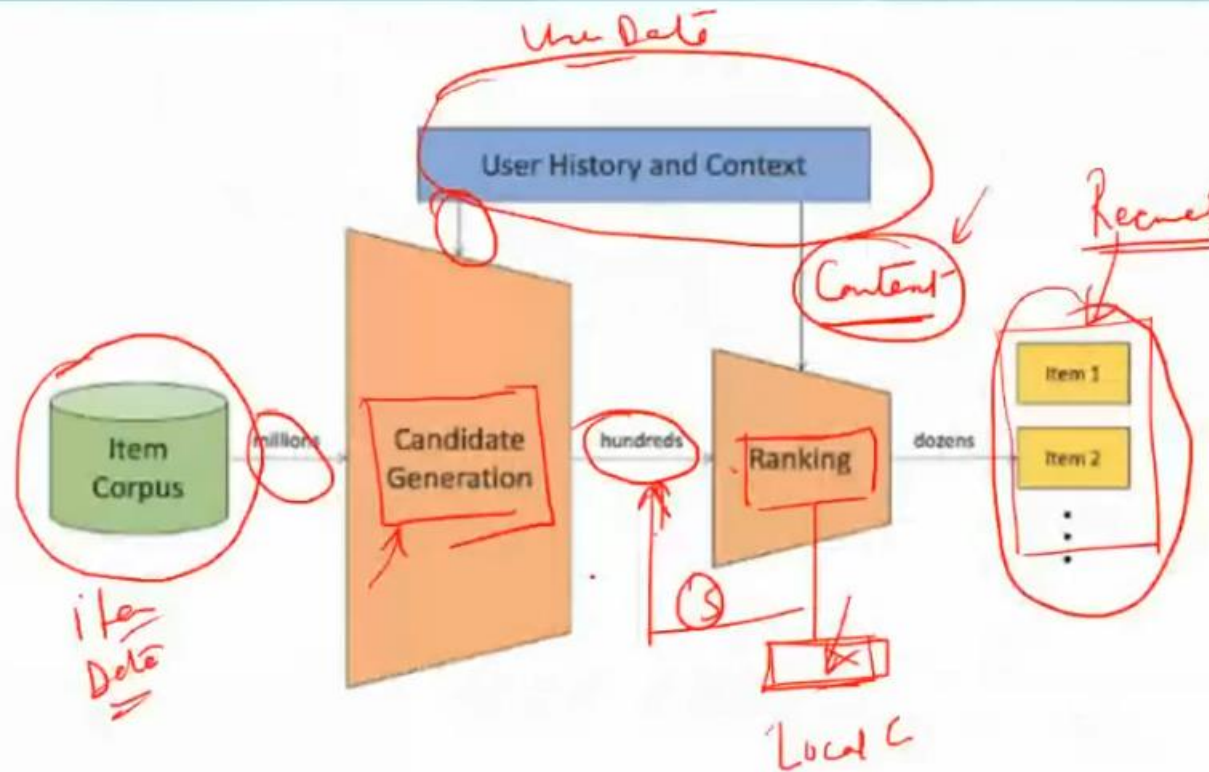 User Data
User History and Context
Content
Item 1
Item 2
Item
Corpus
millions
Candidate
Generation
hundreds
Ranking
dozens
item
Data
Local C